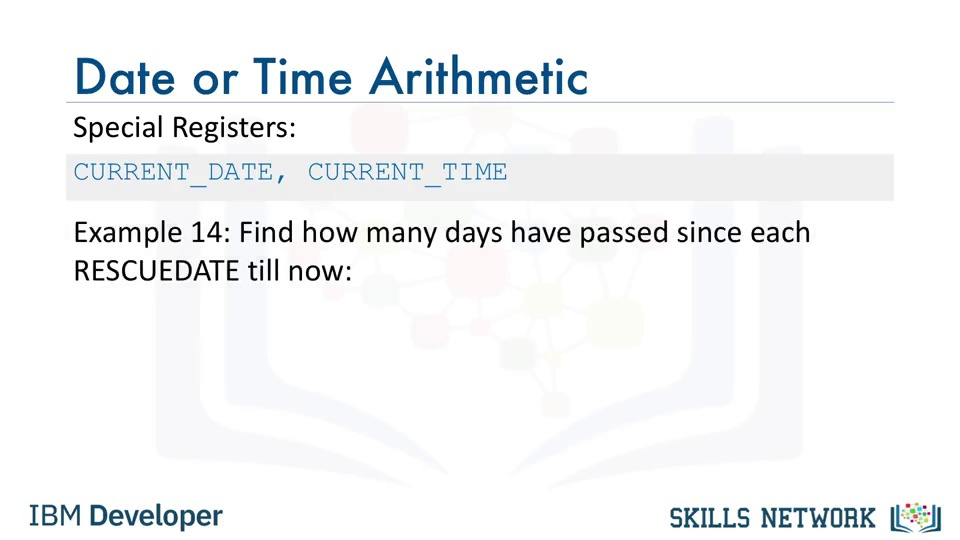 Date or Time Arithmetic
Special Registers:
CURRENT_DATE, CURRENT_TIME
Example 14: Find how many days have passed since each
RESCUEDATE till now:
IBM Developer
SKILLS NETWORK